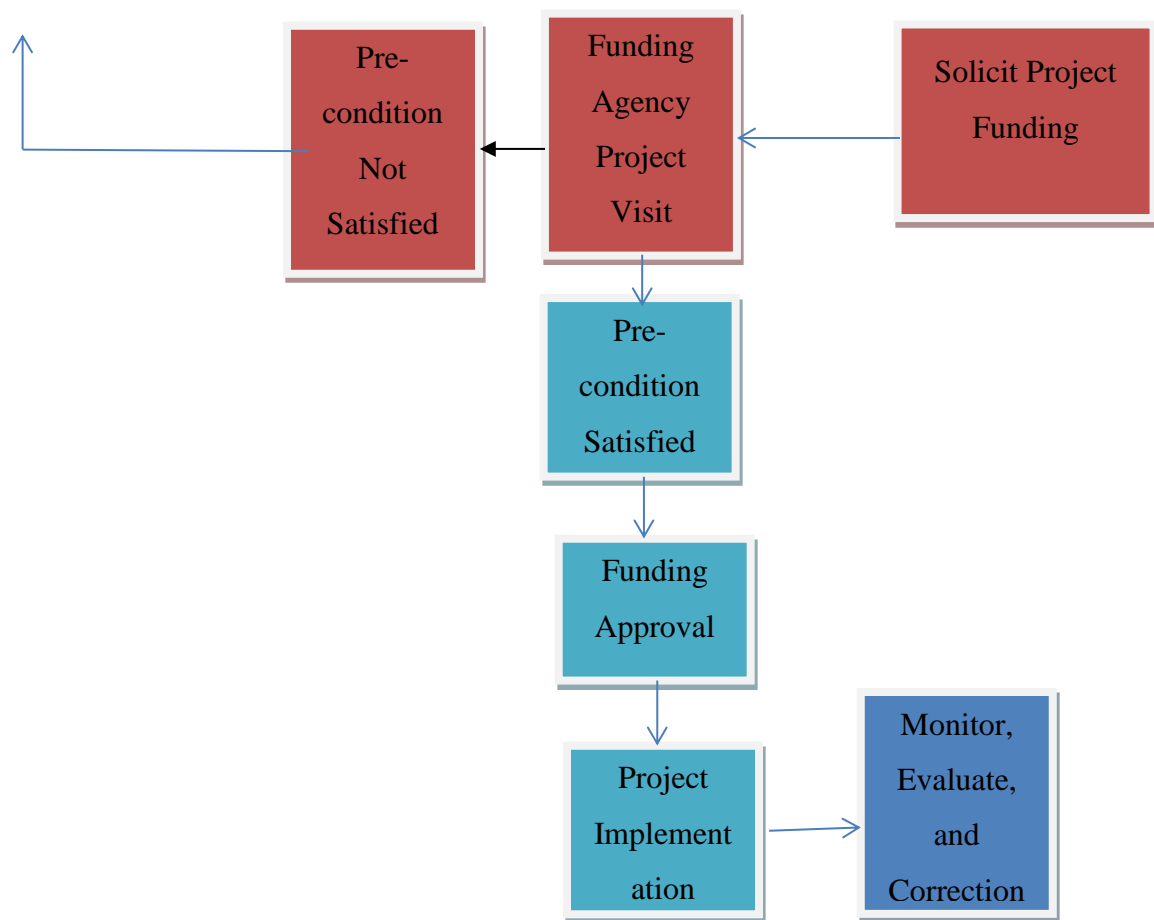 Pre-
condition
Not
Satisfied
Funding
Agency
Project
Visit
Solicit Project
Funding
Pre-
condition
Satisfied
Funding
Approval
Project
Implement
ation
Monitor,
Evaluate,
and
Correction